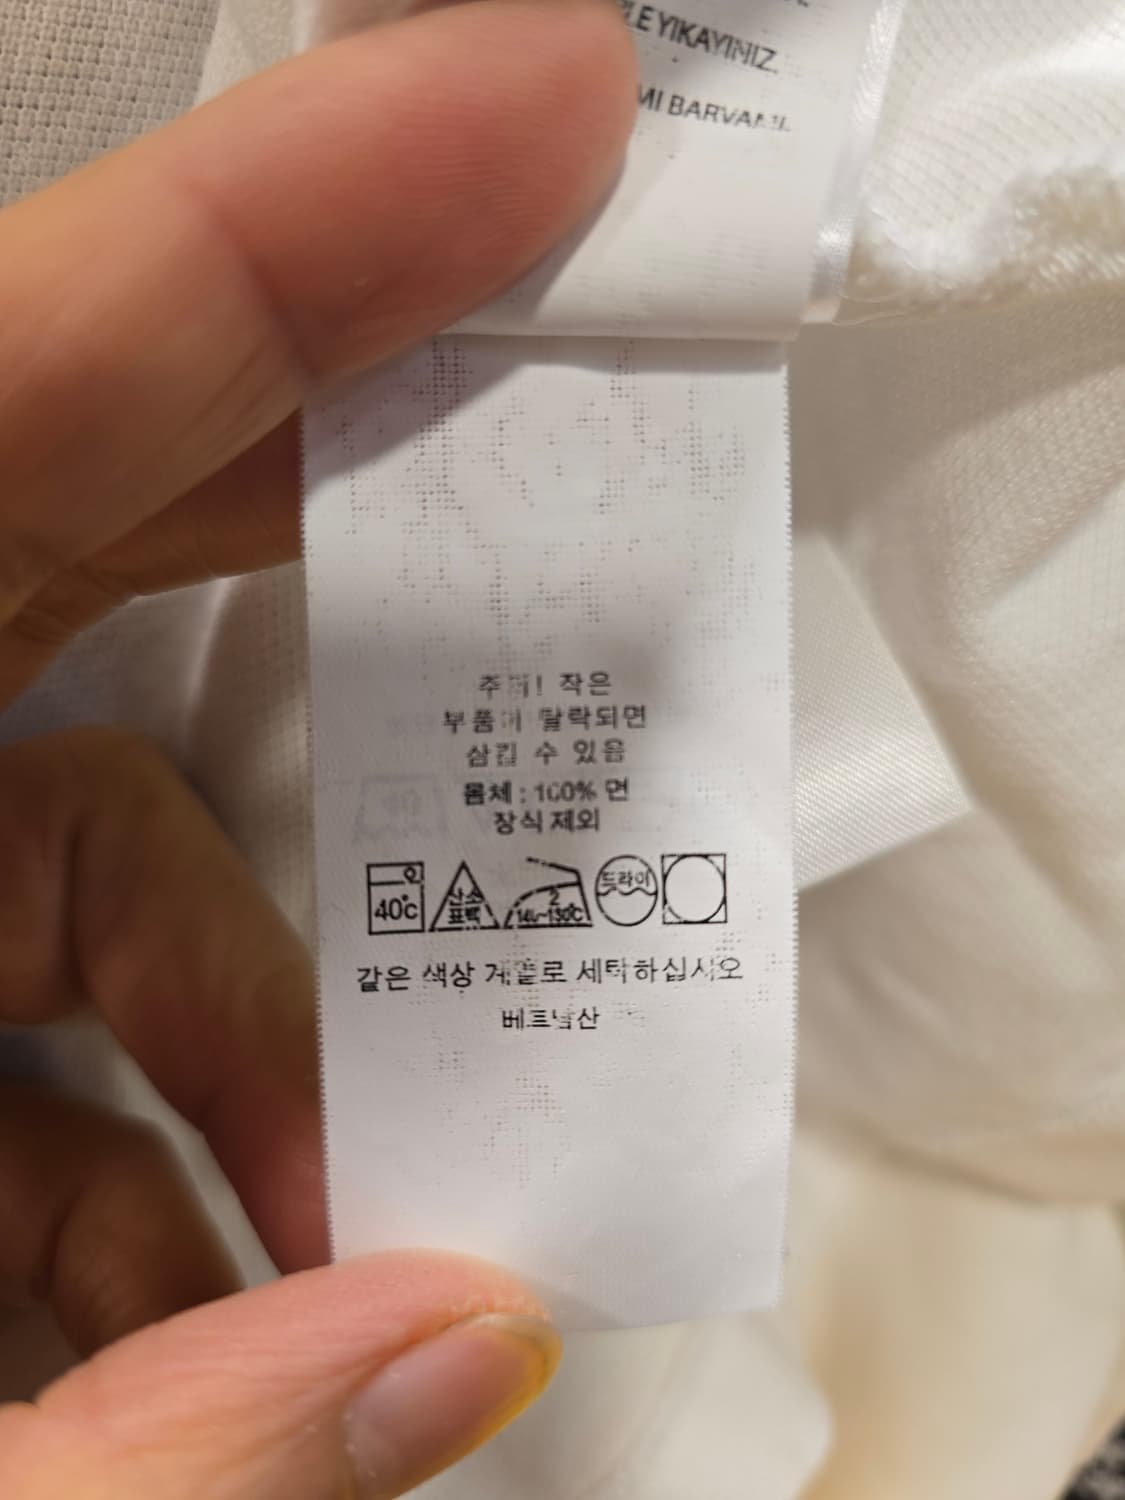 YIKAYINIZ.
BARVAMI.
주의! 작은
부품이 탈락되면
삼킬 수 있음
몸체 : 100% 면
장식 제외
40°C
산소
표백
2
140~130°C
드라이
같은 색상 계열로 세탁하십시오
베트남산